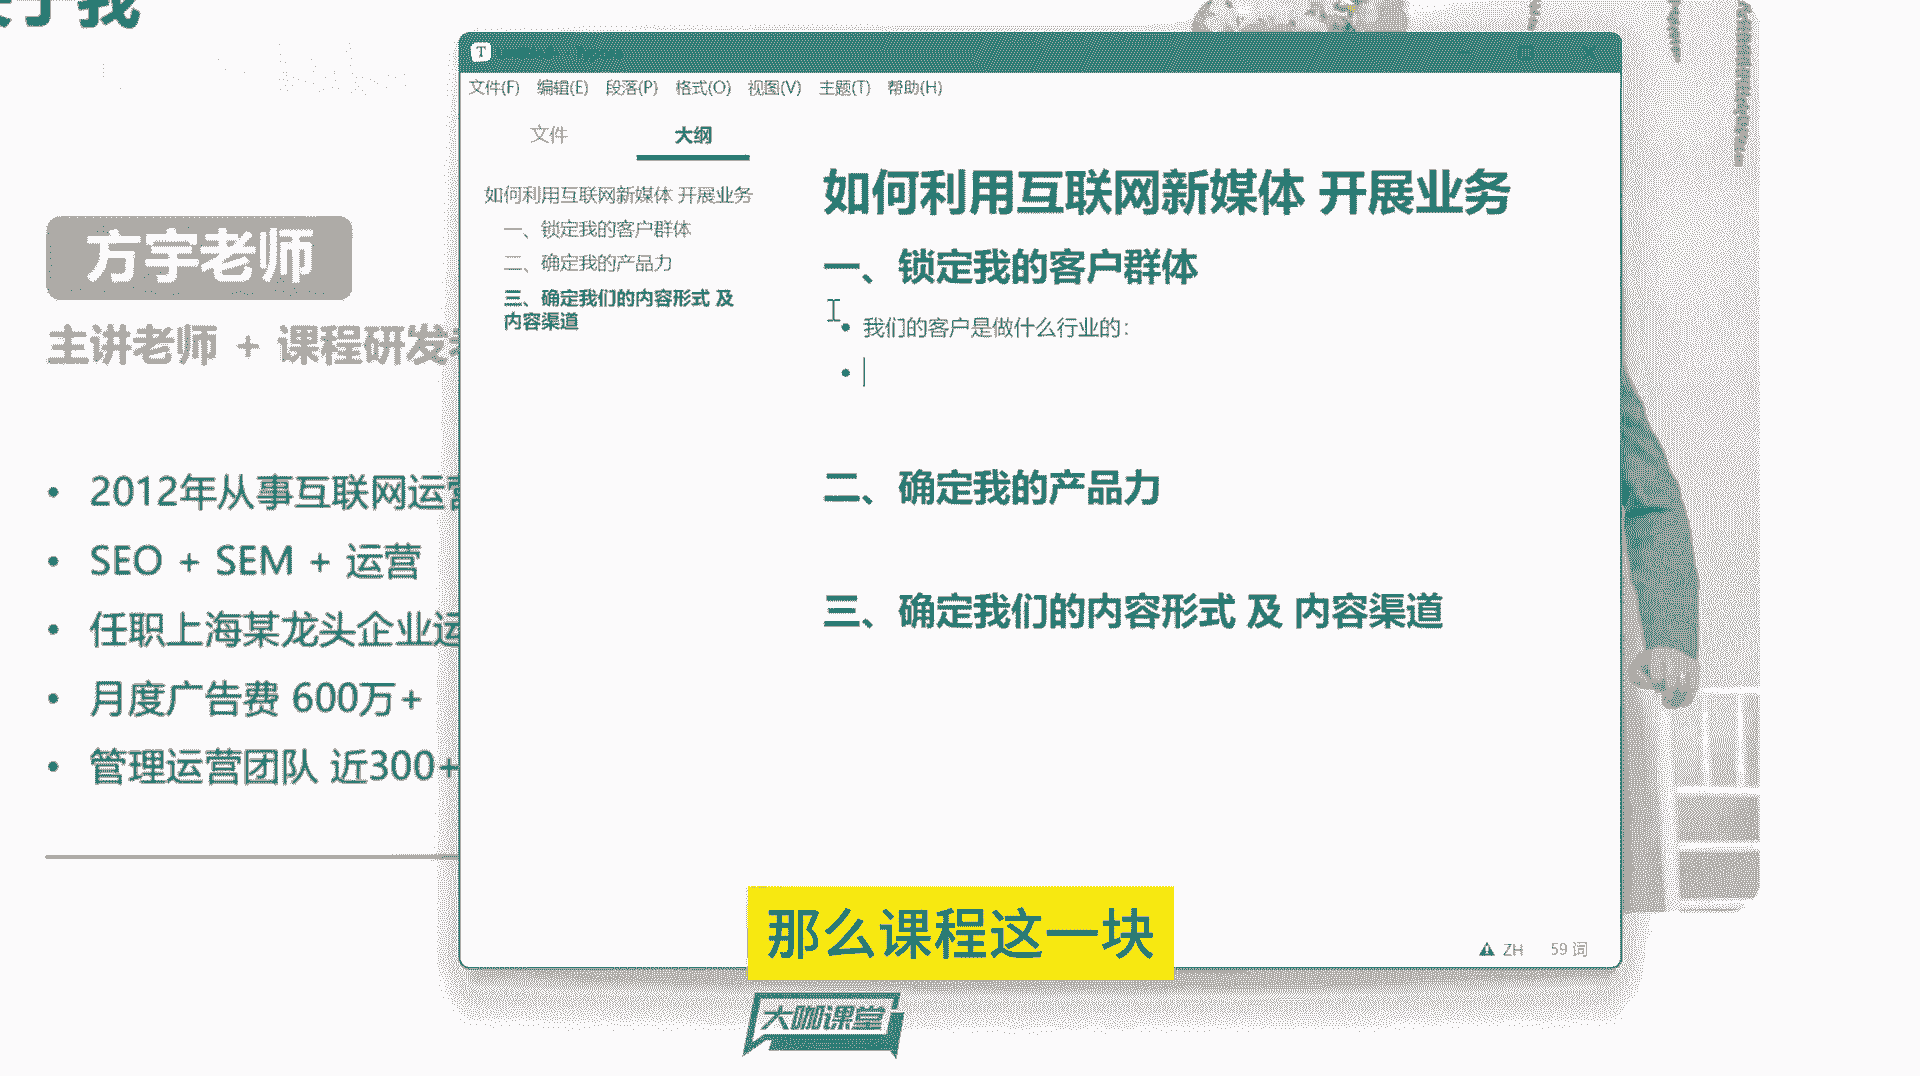 于我
方宇老师
主讲老师 + 课程研发
2012年从事互联网运营
SEO + SEM + 运营
任职上海某龙头企业运
月度广告费 600万+
管理运营团队 近300+
T
文件(F) 编辑(E) 段落(P) 格式(O) 视图(V) 主题(T) 帮助(H)
文件 大纲
如何利用互联网新媒体 开展业务
一、锁定我的客户群体
二、确定我的产品力
三、确定我们的内容形式 及
内容渠道
如何利用互联网新媒体 开展业务
一、锁定我的客户群体
我们的客户是做什么行业的：
二、确定我的产品力
三、确定我们的内容形式 及 内容渠道
ZH 59 词
那么课程这一块
大咖课堂